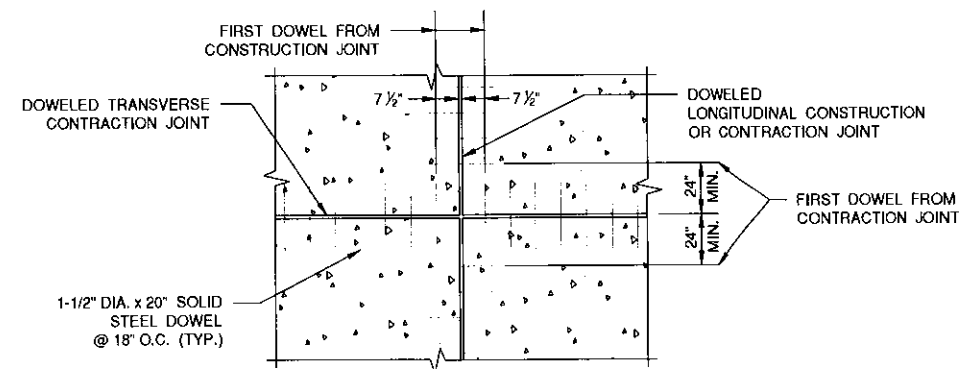 FIRST DOWEL FROM
CONSTRUCTION JOINT
7 ½"
7 ½"
DOWELED TRANSVERSE
CONTRACTION JOINT
DOWELED
LONGITUDINAL CONSTRUCTION
OR CONTRACTION JOINT
24"
MIN.
24"
MIN.
FIRST DOWEL FROM
CONTRACTION JOINT
1-1/2" DIA. x 20" SOLID
STEEL DOWEL
@ 18" O.C. (TYP.)